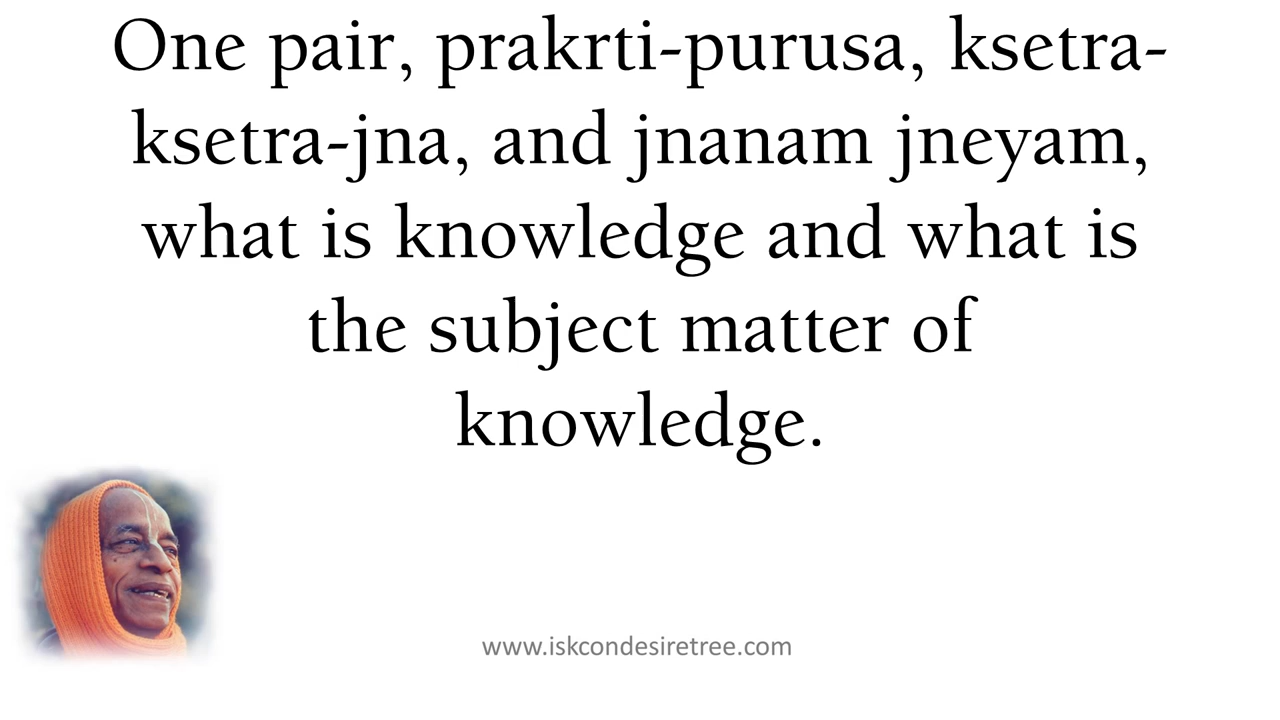 One pair, prakrti-purusa, ksetra-
ksetra-jna, and jnanam jneyam,
what is knowledge and what is
the subject matter of
knowledge.
www.iskcondesiretree.com